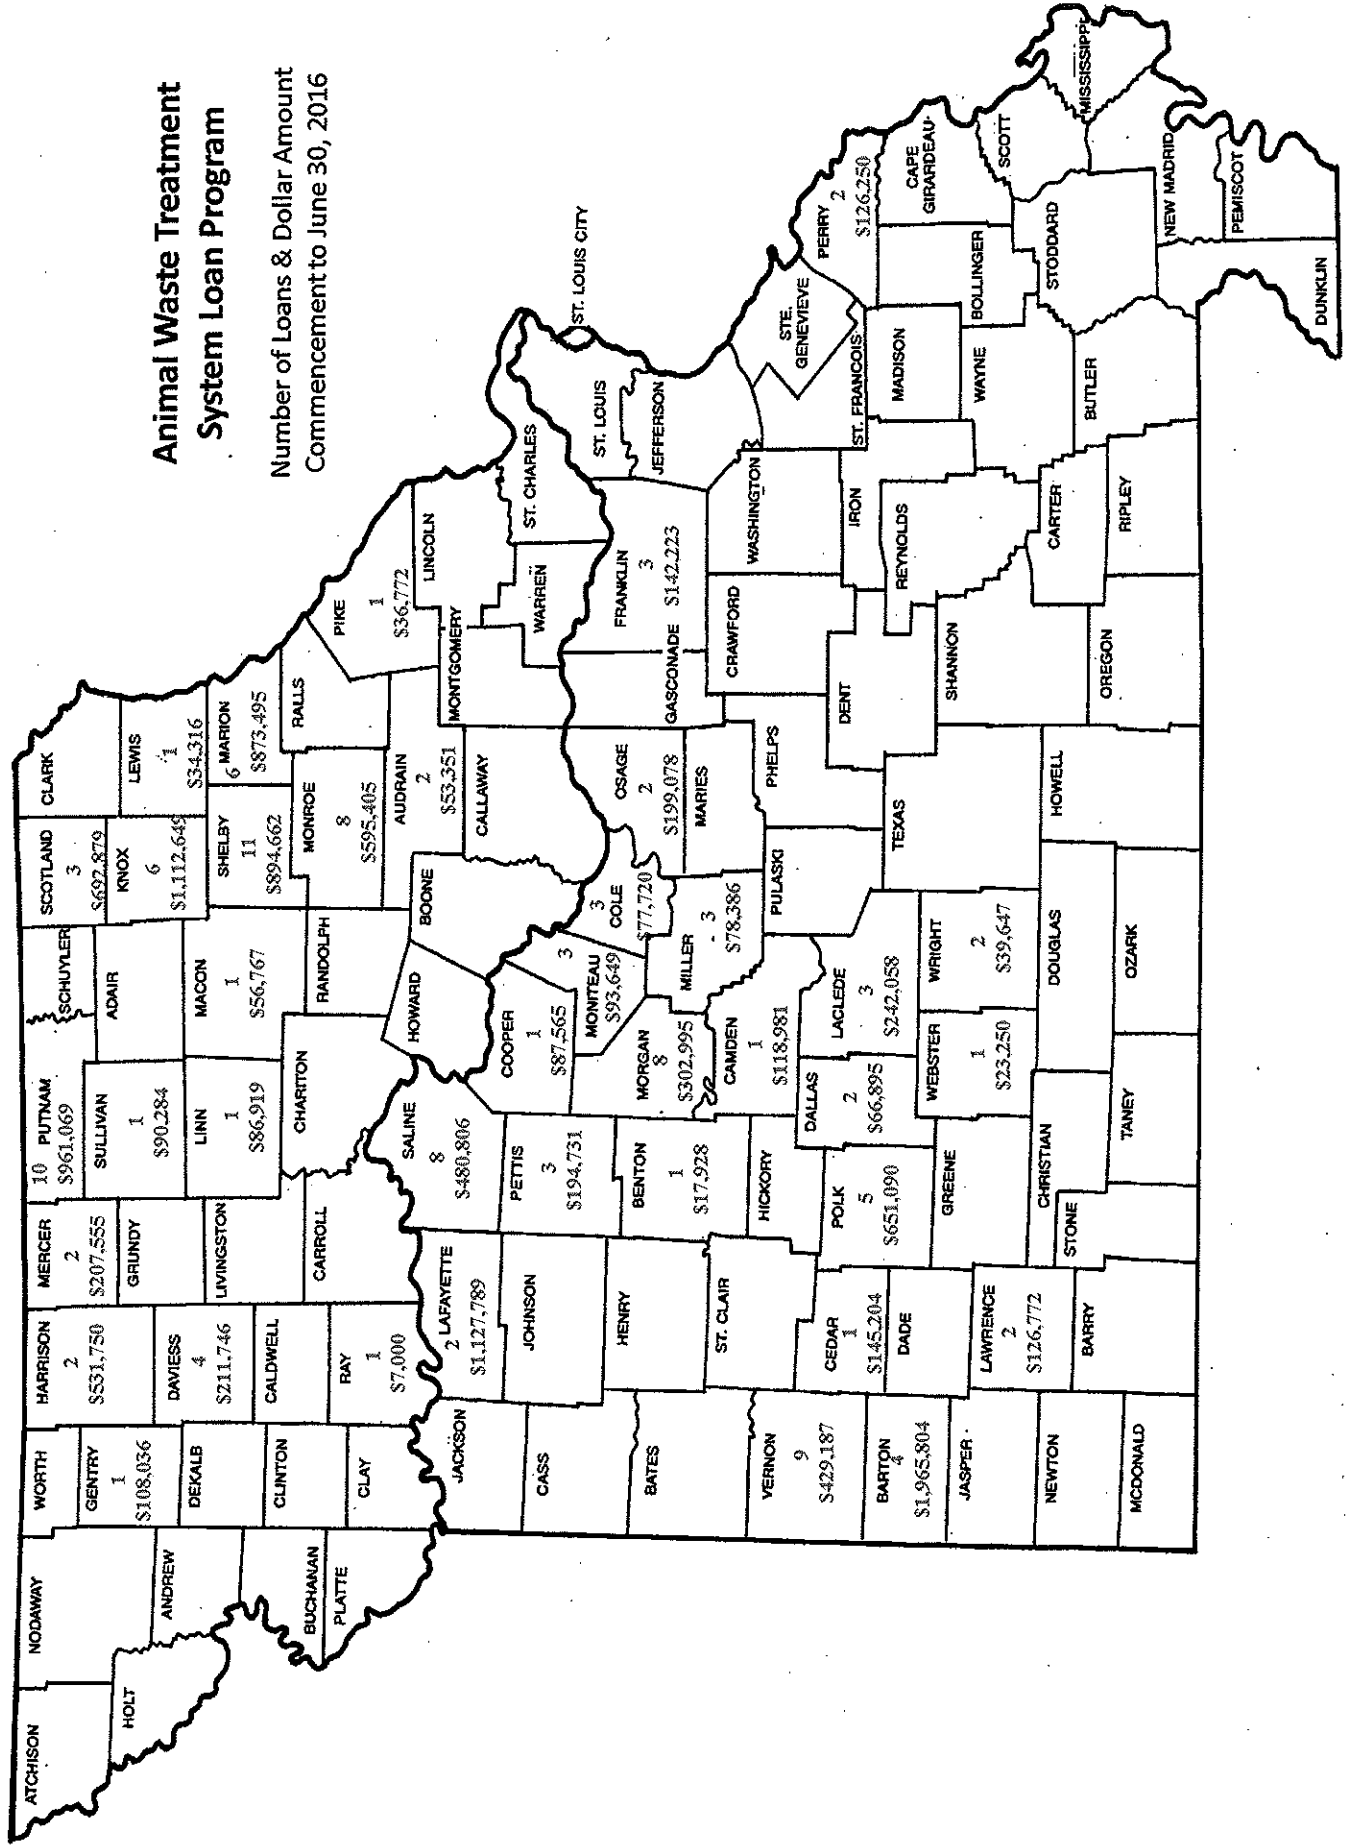 Animal Waste Treatment
System Loan Program
Number of Loans & Dollar Amount
Commencement to June 30, 2016
ATCHISON
NODAWAY
HOLT
ANDREW
BUCHANAN
PLATTE
WORTH
GENTRY
1
$108,036
DEKALB
CLINTON
CLAY
HARRISON
2
$531,750
DAVIESS
4
$211,746
CALDWELL
RAY
1
$7,000
MERCER
2
$207,555
GRUNDY
LIVINGSTON
CARROLL
10 PUTNAM
$961,069
SULLIVAN
1
$90,284
LINN
1
$86,919
CHARITON
SCHUYLER
ADAIR
MACON
1
$56,767
RANDOLPH
HOWARD
SCOTLAND
3
$692,879
KNOX
6
$1,112,649
SHELBY
11
$894,662
MONROE
8
$595,405
CLARK
LEWIS
1
$34,316
6 MARION
$873,495
RALLS
AUDRAIN
2
$53,351
BOONE
CALLAWAY
PIKE
1
$36,772
LINCOLN
MONTGOMERY
WARREN
ST. CHARLES
ST. LOUIS
ST. LOUIS CITY
JEFFERSON
FRANKLIN
3
$142,223
GASCONADE
OSAGE
2
$199,078
MARIES
3
COLE
$77,720
3
MONITEAU
$93,649
MILLER
3
$78,386
COOPER
1
$87,565
MORGAN
8
$302,995
CAMDEN
1
$118,981
SALINE
8
$480,806
PETTIS
3
$194,731
BENTON
1
$17,928
HICKORY
2 LAFAYETTE
$1,127,789
JOHNSON
HENRY
ST. CLAIR
JACKSON
CASS
BATES
VERNON
9
$429,187
BARTON
4
$1,965,804
JASPER
NEWTON
MCDONALD
CEDAR
1
$145,204
DADE
LAWRENCE
2
$126,772
BARRY
POLK
5
$651,090
GREENE
CHRISTIAN
STONE
TANEY
DALLAS
2
$66,895
WEBSTER
1
$23,250
LACLEDE
3
$242,058
WRIGHT
2
$39,647
DOUGLAS
OZARK
PULASKI
PHELPS
TEXAS
HOWELL
DENT
SHANNON
OREGON
CRAWFORD
WASHINGTON
IRON
REYNOLDS
CARTER
RIPLEY
STE.
GENEVIEVE
ST. FRANCOIS
MADISON
WAYNE
BUTLER
PERRY
2
$126,250
CAPE
GIRARDEAU
BOLLINGER
SCOTT
STODDARD
MISSISSIPPI
NEW MADRID
PEMISCOT
DUNKLIN